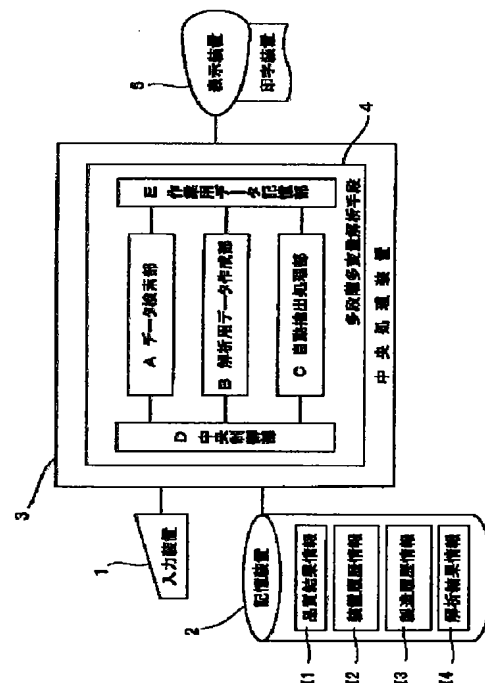 3
1
入力装置
2
記憶装置
I1
品質結果情報
I2
装置履歴情報
I3
製造履歴情報
I4
解析結果情報
D 中央制御部
A データ検索部
B 解析用データ作成部
C 自動抽出処理部
E 作業用データ記憶部
多段階多変量解析手段
中央処理装置
4
5
表示装置
印字装置